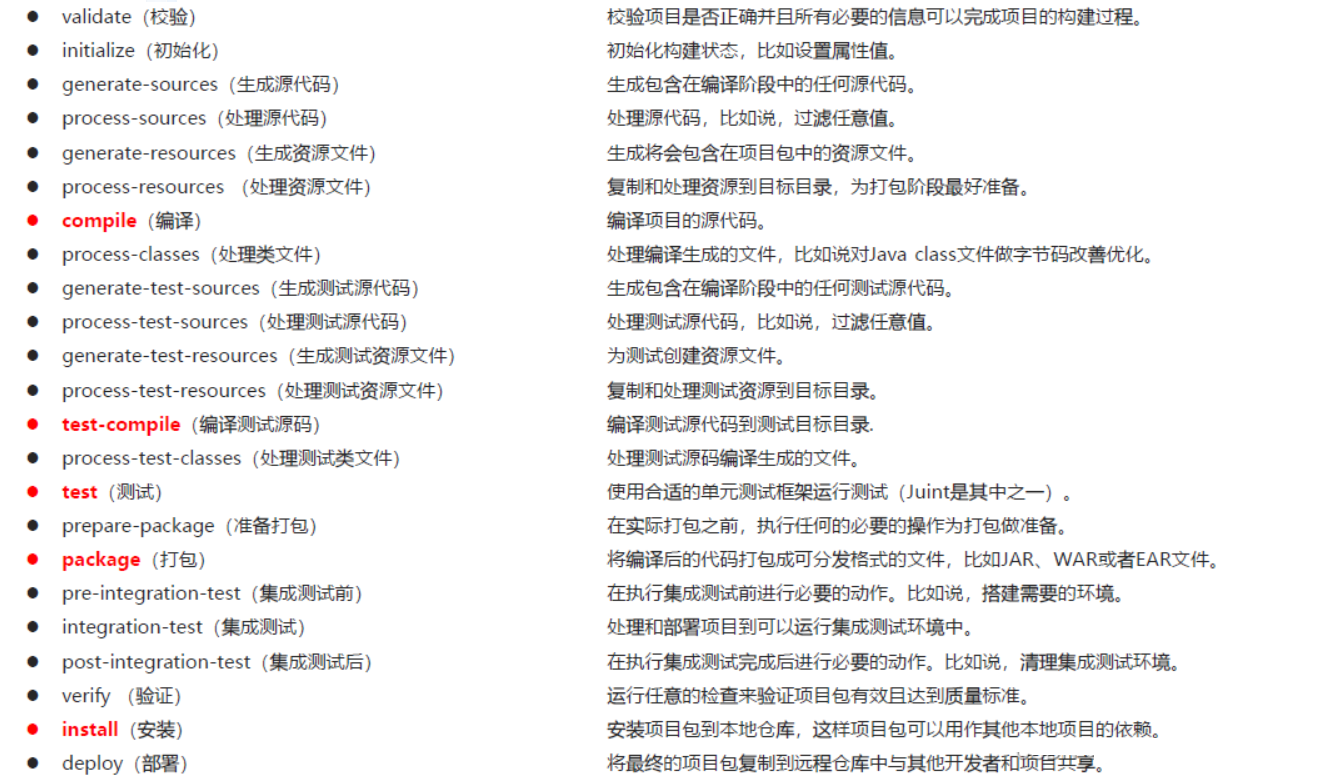 ● validate（校验） 校验项目是否正确并且所有必要的信息可以完成项目的构建过程。
● initialize（初始化） 初始化构建状态，比如设置属性值。
● generate-sources（生成源代码） 生成包含在编译阶段中的任何源代码。
● process-sources（处理源代码） 处理源代码，比如说，过滤任意值。
● generate-resources（生成资源文件） 生成将会包含在项目包中的资源文件。
● process-resources （处理资源文件） 复制和处理资源到目标目录，为打包阶段最好准备。
● compile（编译） 编译项目的源代码。
● process-classes（处理类文件） 处理编译生成的文件，比如说对Java class文件做字节码改善优化。
● generate-test-sources（生成测试源代码） 生成包含在编译阶段中的任何测试源代码。
● process-test-sources（处理测试源代码） 处理测试源代码，比如说，过滤任意值。
● generate-test-resources（生成测试资源文件） 为测试创建资源文件。
● process-test-resources（处理测试资源文件） 复制和处理测试资源到目标目录。
● test-compile（编译测试源码） 编译测试源代码到测试目标目录.
● process-test-classes（处理测试类文件） 处理测试源码编译生成的文件。
● test（测试） 使用合适的单元测试框架运行测试（Juint是其中之一）。
● prepare-package（准备打包） 在实际打包之前，执行任何的必要的操作为打包做准备。
● package（打包） 将编译后的代码打包成可分发格式的文件，比如JAR、WAR或者EAR文件。
● pre-integration-test（集成测试前） 在执行集成测试前进行必要的动作。比如说，搭建需要的环境。
● integration-test（集成测试） 处理和部署项目到可以运行集成测试环境中。
● post-integration-test（集成测试后） 在执行集成测试完成后进行必要的动作。比如说，清理集成测试环境。
● verify （验证） 运行任意的检查来验证项目包有效且达到质量标准。
● install（安装） 安装项目包到本地仓库，这样项目包可以用作其他本地项目的依赖。
● deploy（部署） 将最终的项目包复制到远程仓库中与其他开发者和项目共享。